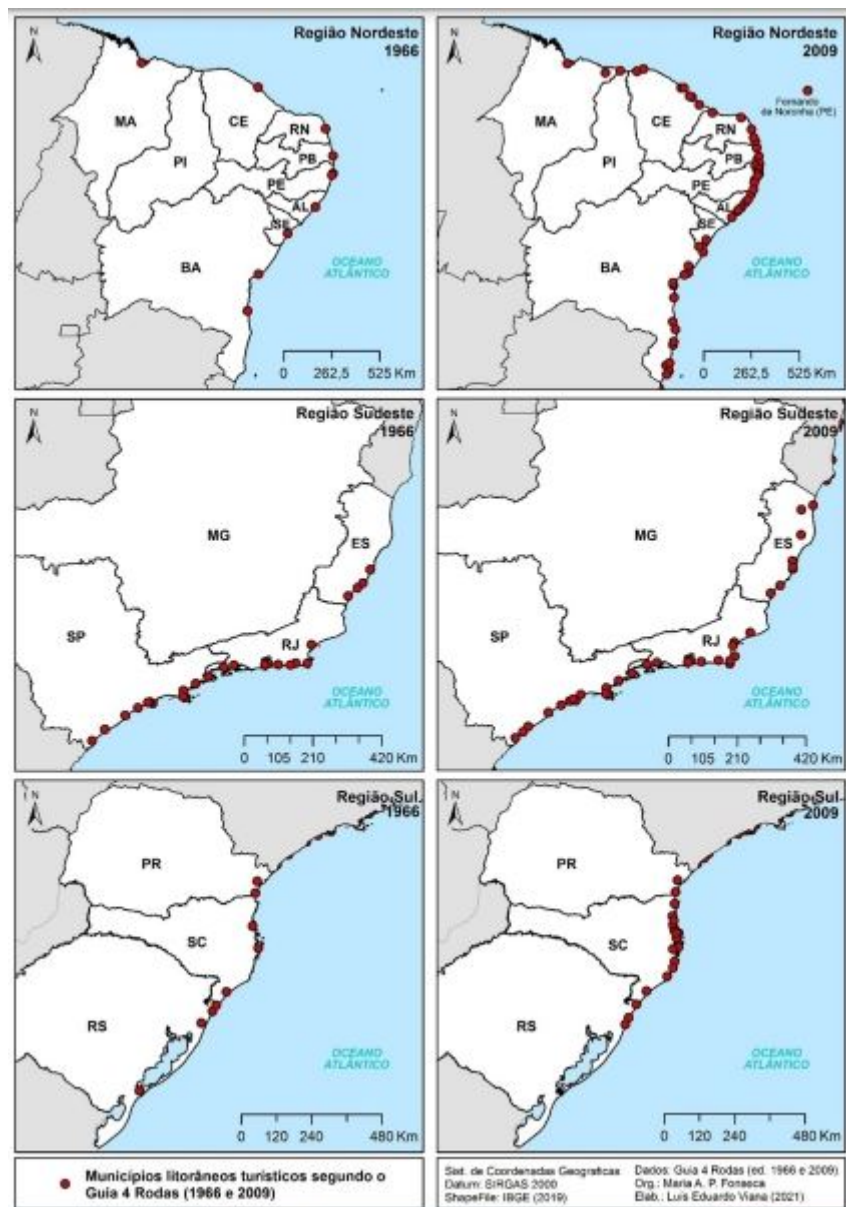 N
Região Nordeste
1966
MA
PI
CE
RN
PB
PE
AL
SE
BA
OCEANO
ATLÂNTICO
0 262,5 525 Km
N
Região Nordeste
2009
Fernando
de Noronha (PE)
MA
PI
CE
RN
PB
PE
AL
SE
BA
OCEANO
ATLÂNTICO
0 262,5 525 Km
N
Região Sudeste
1966
MG
ES
SP
RJ
OCEANO
ATLÂNTICO
0 105 210 420 Km
N
Região Sudeste
2009
MG
ES
SP
RJ
OCEANO
ATLÂNTICO
0 105 210 420 Km
N
Região Sul
1966
PR
SC
RS
OCEANO
ATLÂNTICO
0 120 240 480 Km
N
Região Sul
2009
PR
SC
RS
OCEANO
ATLÂNTICO
0 120 240 480 Km
Municípios litorâneos turísticos segundo o
Guia 4 Rodas (1966 e 2009)
Sist. de Coordenadas Geograficas
Datum: SIRGAS 2000
ShapeFile: IBGE (2019)
Dados: Guia 4 Rodas (ed. 1966 e 2009)
Org.: Maria A. P. Fonseca
Elab.: Luis Eduardo Viana (2021)